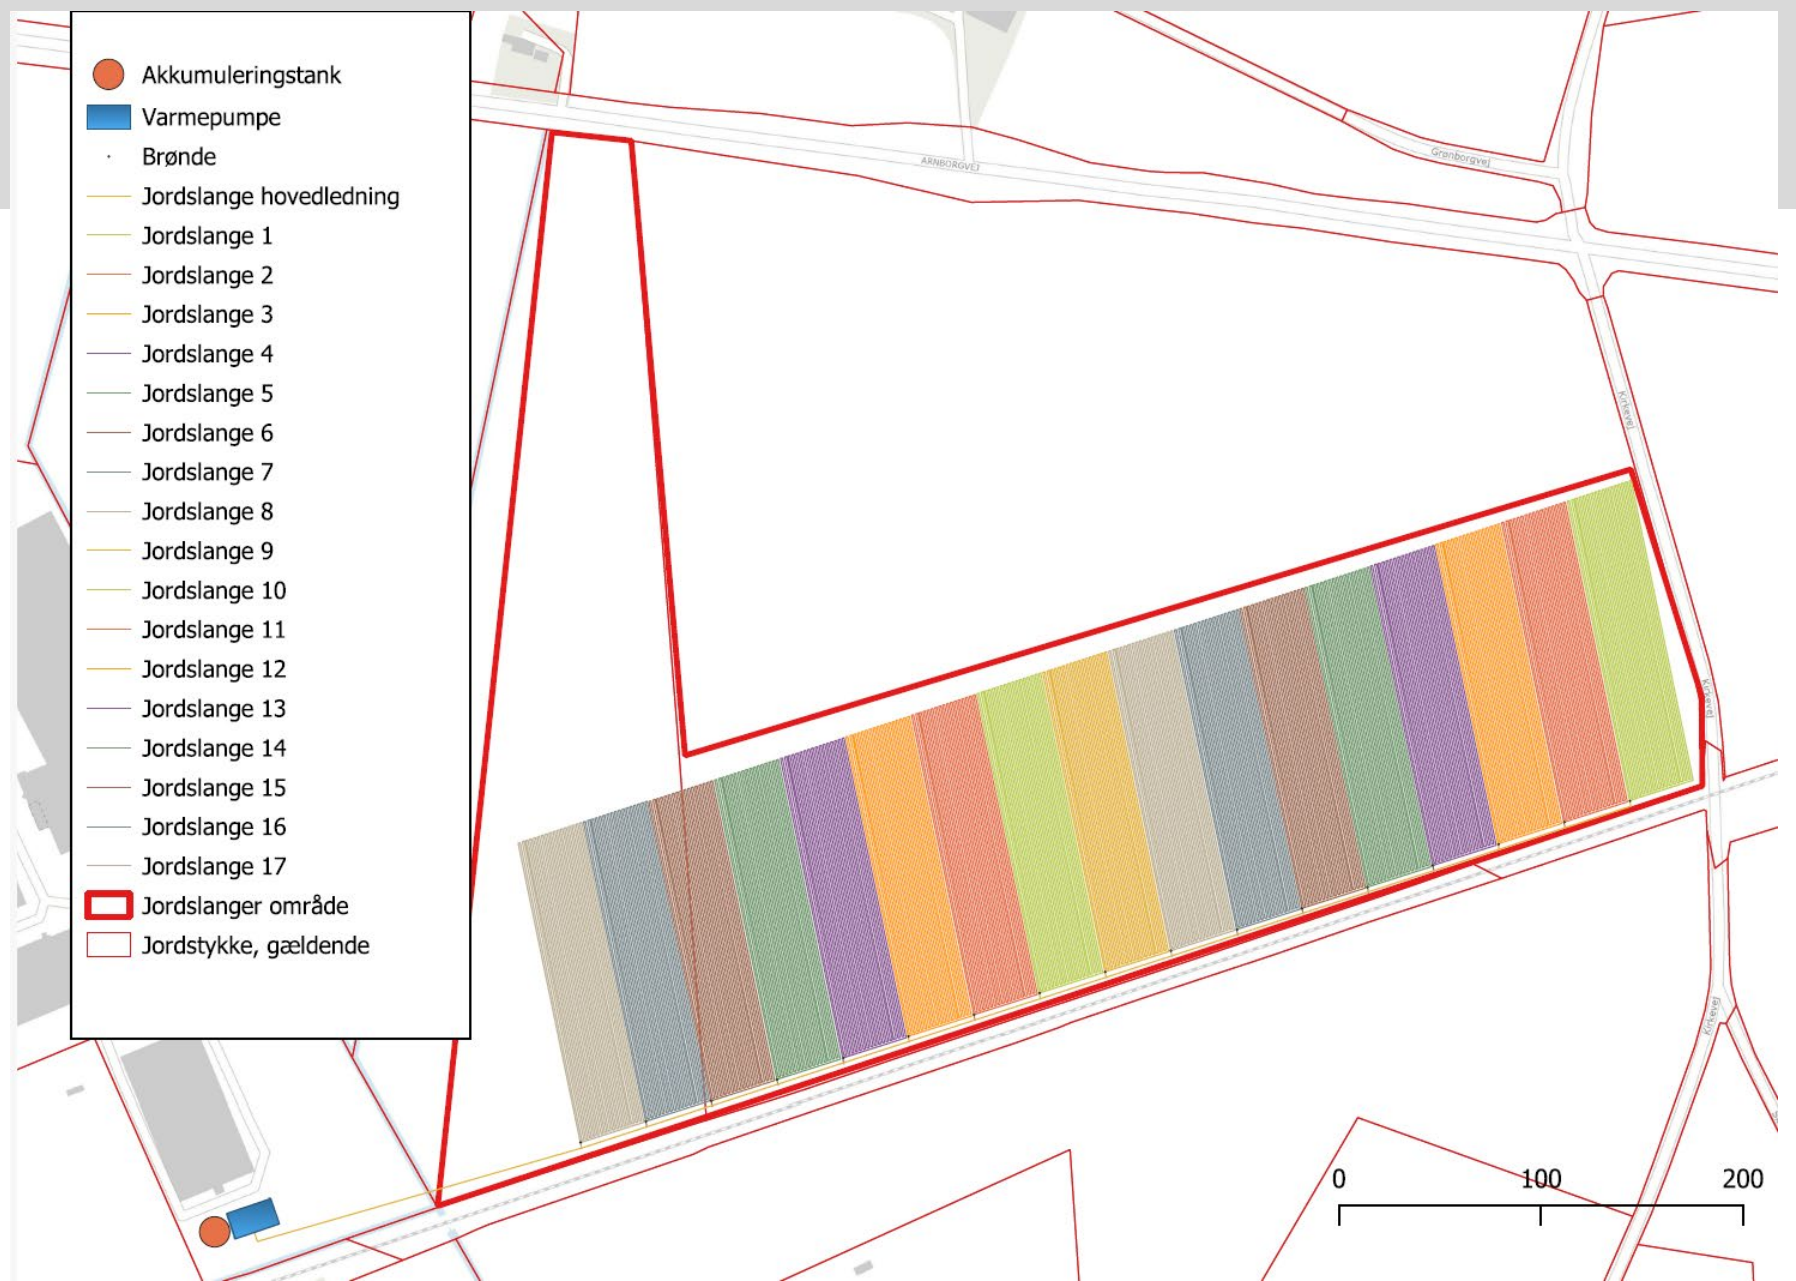 Akkumuleringstank
Varmepumpe
Brønde
Jordslange hovedledning
Jordslange 1
Jordslange 2
Jordslange 3
Jordslange 4
Jordslange 5
Jordslange 6
Jordslange 7
Jordslange 8
Jordslange 9
Jordslange 10
Jordslange 11
Jordslange 12
Jordslange 13
Jordslange 14
Jordslange 15
Jordslange 16
Jordslange 17
Jordslanger område
Jordstykke, gældende
ARNBORGVEJ
Grønborgvej
Kirkevej
Kirkevej
Kirkevej
0 100 200